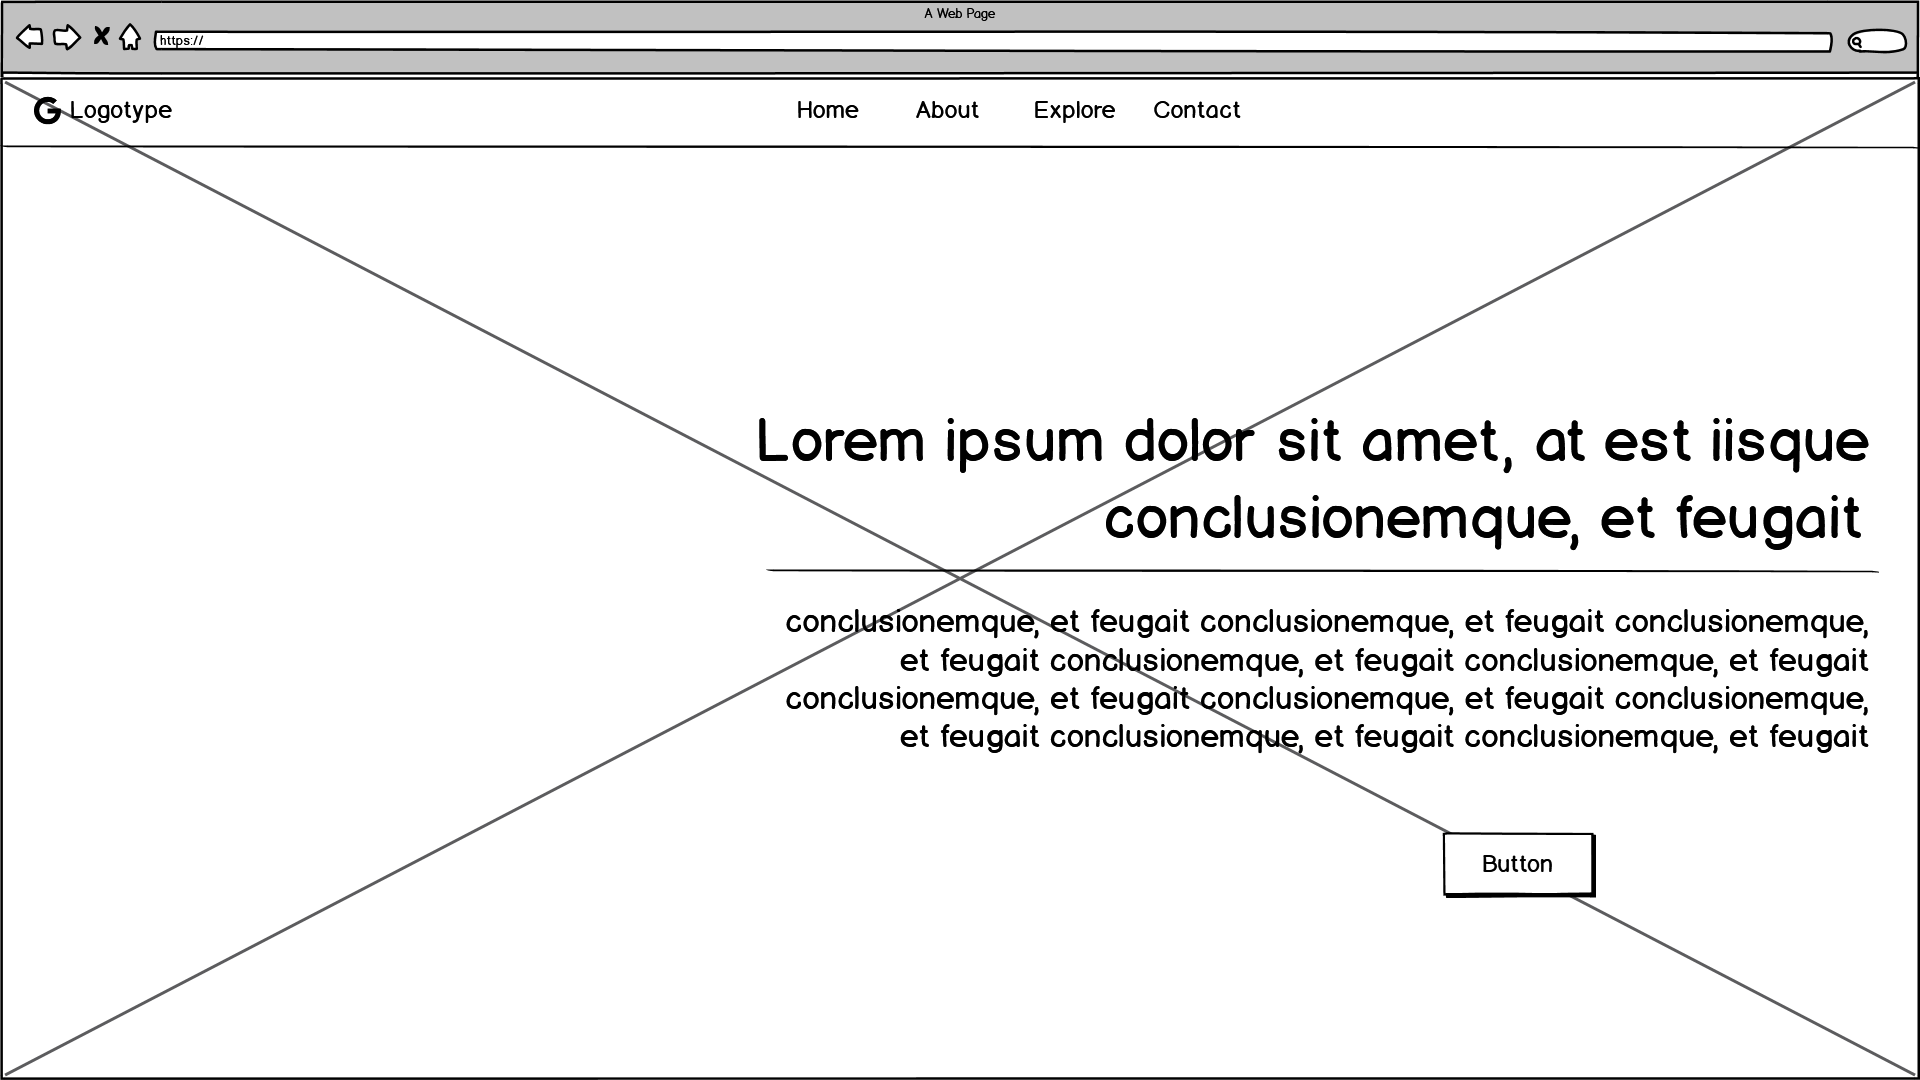 A Web Page
https://
G Logotype
Home About Explore Contact
Lorem ipsum dolor sit amet, at est iisque
conclusionemque, et feugait
conclusionemque, et feugait conclusionemque, et feugait conclusionemque,
et feugait conclusionemque, et feugait conclusionemque, et feugait
conclusionemque, et feugait conclusionemque, et feugait conclusionemque,
et feugait conclusionemque, et feugait conclusionemque, et feugait
Button